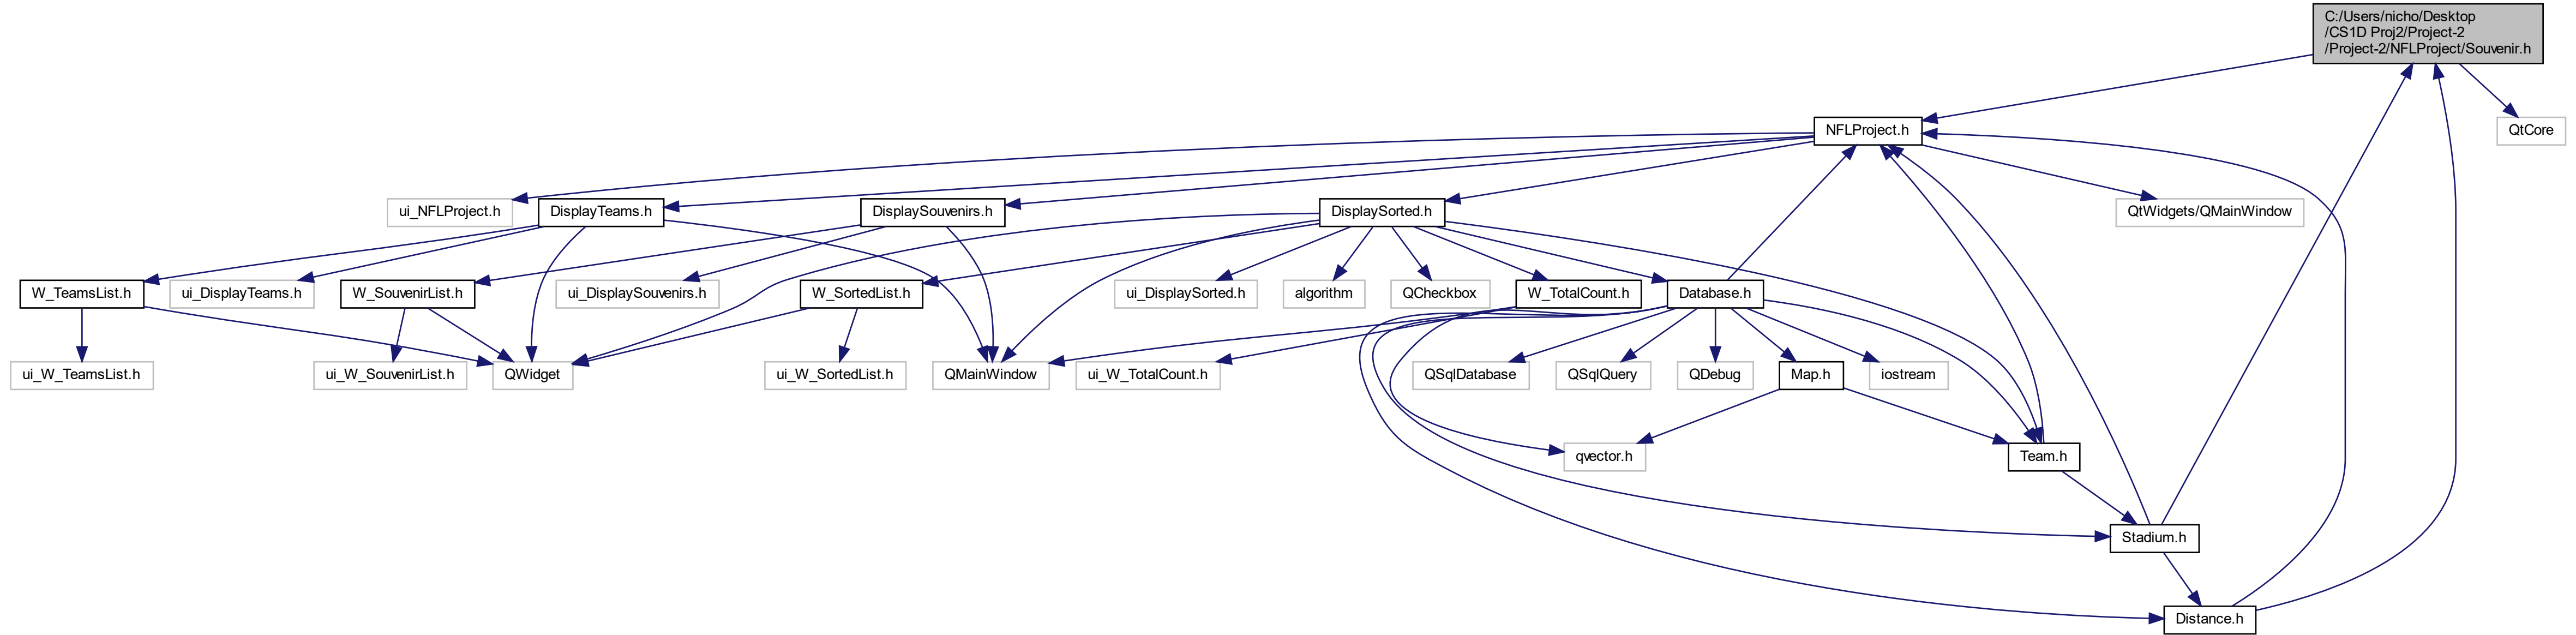 C:/Users/nicho/Desktop
/CS1D Proj2/Project-2
/Project-2/NFLProject/Souvenir.h
NFLProject.h
QtCore
ui_NFLProject.h
DisplayTeams.h
DisplaySouvenirs.h
DisplaySorted.h
QtWidgets/QMainWindow
W_TeamsList.h
ui_DisplayTeams.h
W_SouvenirList.h
ui_DisplaySouvenirs.h
W_SortedList.h
ui_DisplaySorted.h
algorithm
QCheckbox
W_TotalCount.h
Database.h
ui_W_TeamsList.h
ui_W_SouvenirList.h
QWidget
ui_W_SortedList.h
QMainWindow
ui_W_TotalCount.h
QSqlDatabase
QSqlQuery
QDebug
Map.h
iostream
qvector.h
Team.h
Stadium.h
Distance.h